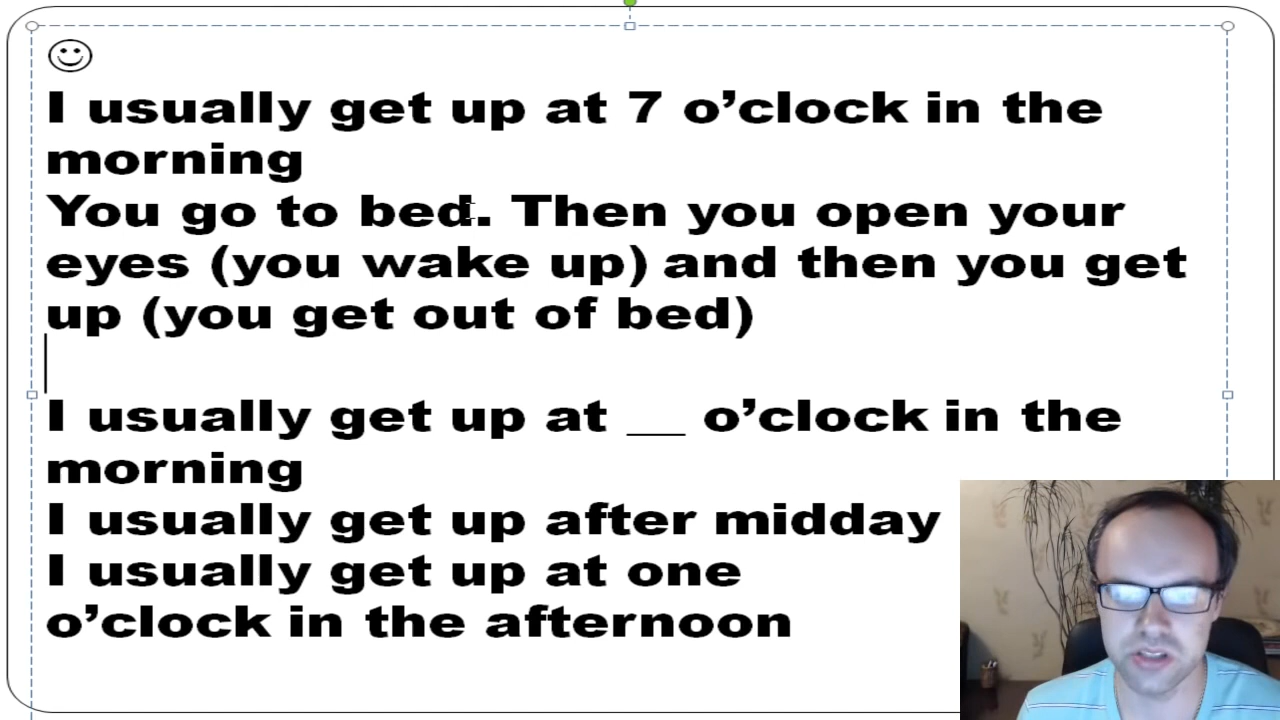 I usually get up at 7 o’clock in the
morning
You go to bed. Then you open your
eyes (you wake up) and then you get
up (you get out of bed)
I usually get up at ___ o’clock in the
morning
I usually get up after midday
I usually get up at one
o’clock in the afternoon